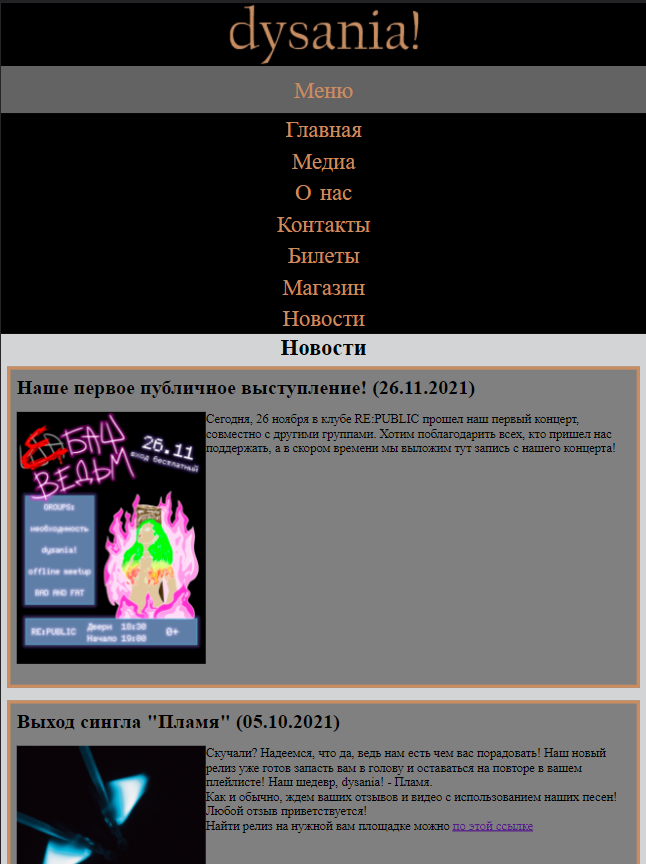 dysania!
Меню
Главная
Медиа
О нас
Контакты
Билеты
Магазин
Новости
Новости
Наше первое публичное выступление! (26.11.2021)
Сегодня, 26 ноября в клубе RE:PUBLIC прошел наш первый концерт,
совместно с другими группами. Хотим поблагодарить всех, кто пришел нас
поддержать, а в скором времени мы выложим тут запись с нашего концерта!
ШАБАШ
ВЕДЬМ
26.11
вход бесплатный
GROUPS:
необходимость
dysania!
offline meetup
BAD AND FAT
RE:PUBLIC Двери 18:30
Начало 19:00
0+
Выход сингла "Пламя" (05.10.2021)
Скучали? Надеемся, что да, ведь нам есть чем вас порадовать! Наш новый
релиз уже готов запасть вам в голову и оставаться на повторе в вашем
плейлисте! Наш шедевр, dysania! - Пламя.
Как и обычно, ждем ваших отзывов и видео с использованием наших песен!
Любой отзыв приветствуется!
Найти релиз на нужной вам площадке можно по этой ссылке